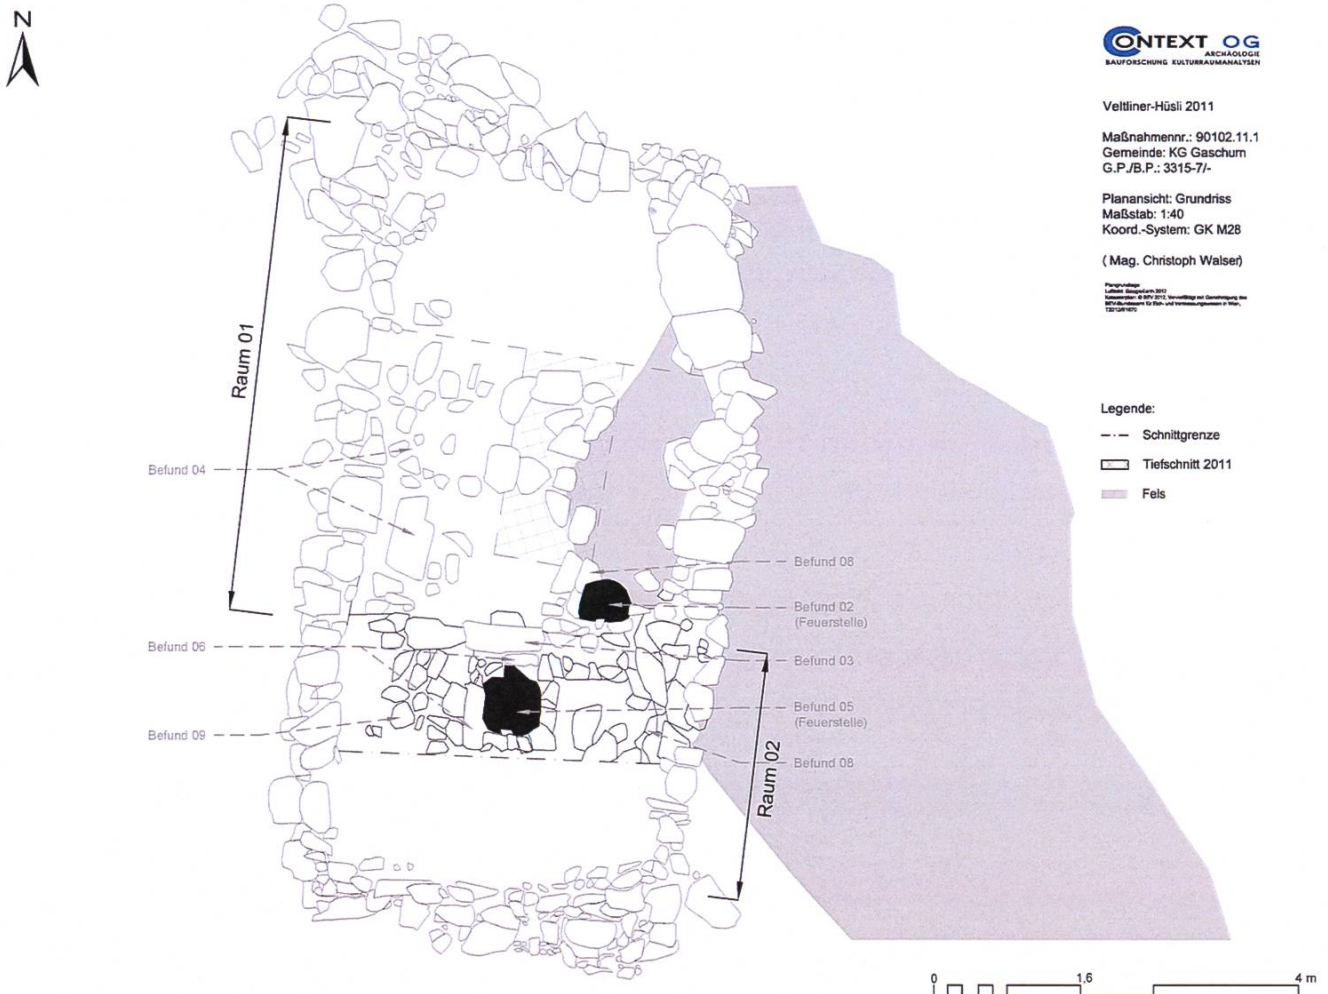 N
CONTEXT OG
ARCHÄOLOGIE
BAUFORSCHUNG KULTURRAUMANALYSEN
Veltliner-Hüsli 2011
Maßnahmennr.: 90102.11.1
Gemeinde: KG Gaschurn
G.P./B.P.: 3315-7/-
Planansicht: Grundriss
Maßstab: 1:40
Koord.-System: GK M28
( Mag. Christoph Walser)
Plangrundlage
Legende:
Schnittgrenze
Tiefschnitt 2011
Fels
Raum 01
Befund 04
Befund 08
Befund 02
(Feuerstelle)
Befund 06
Befund 03
Befund 05
(Feuerstelle)
Befund 09
Befund 08
Raum 02
0 1,6 4 m